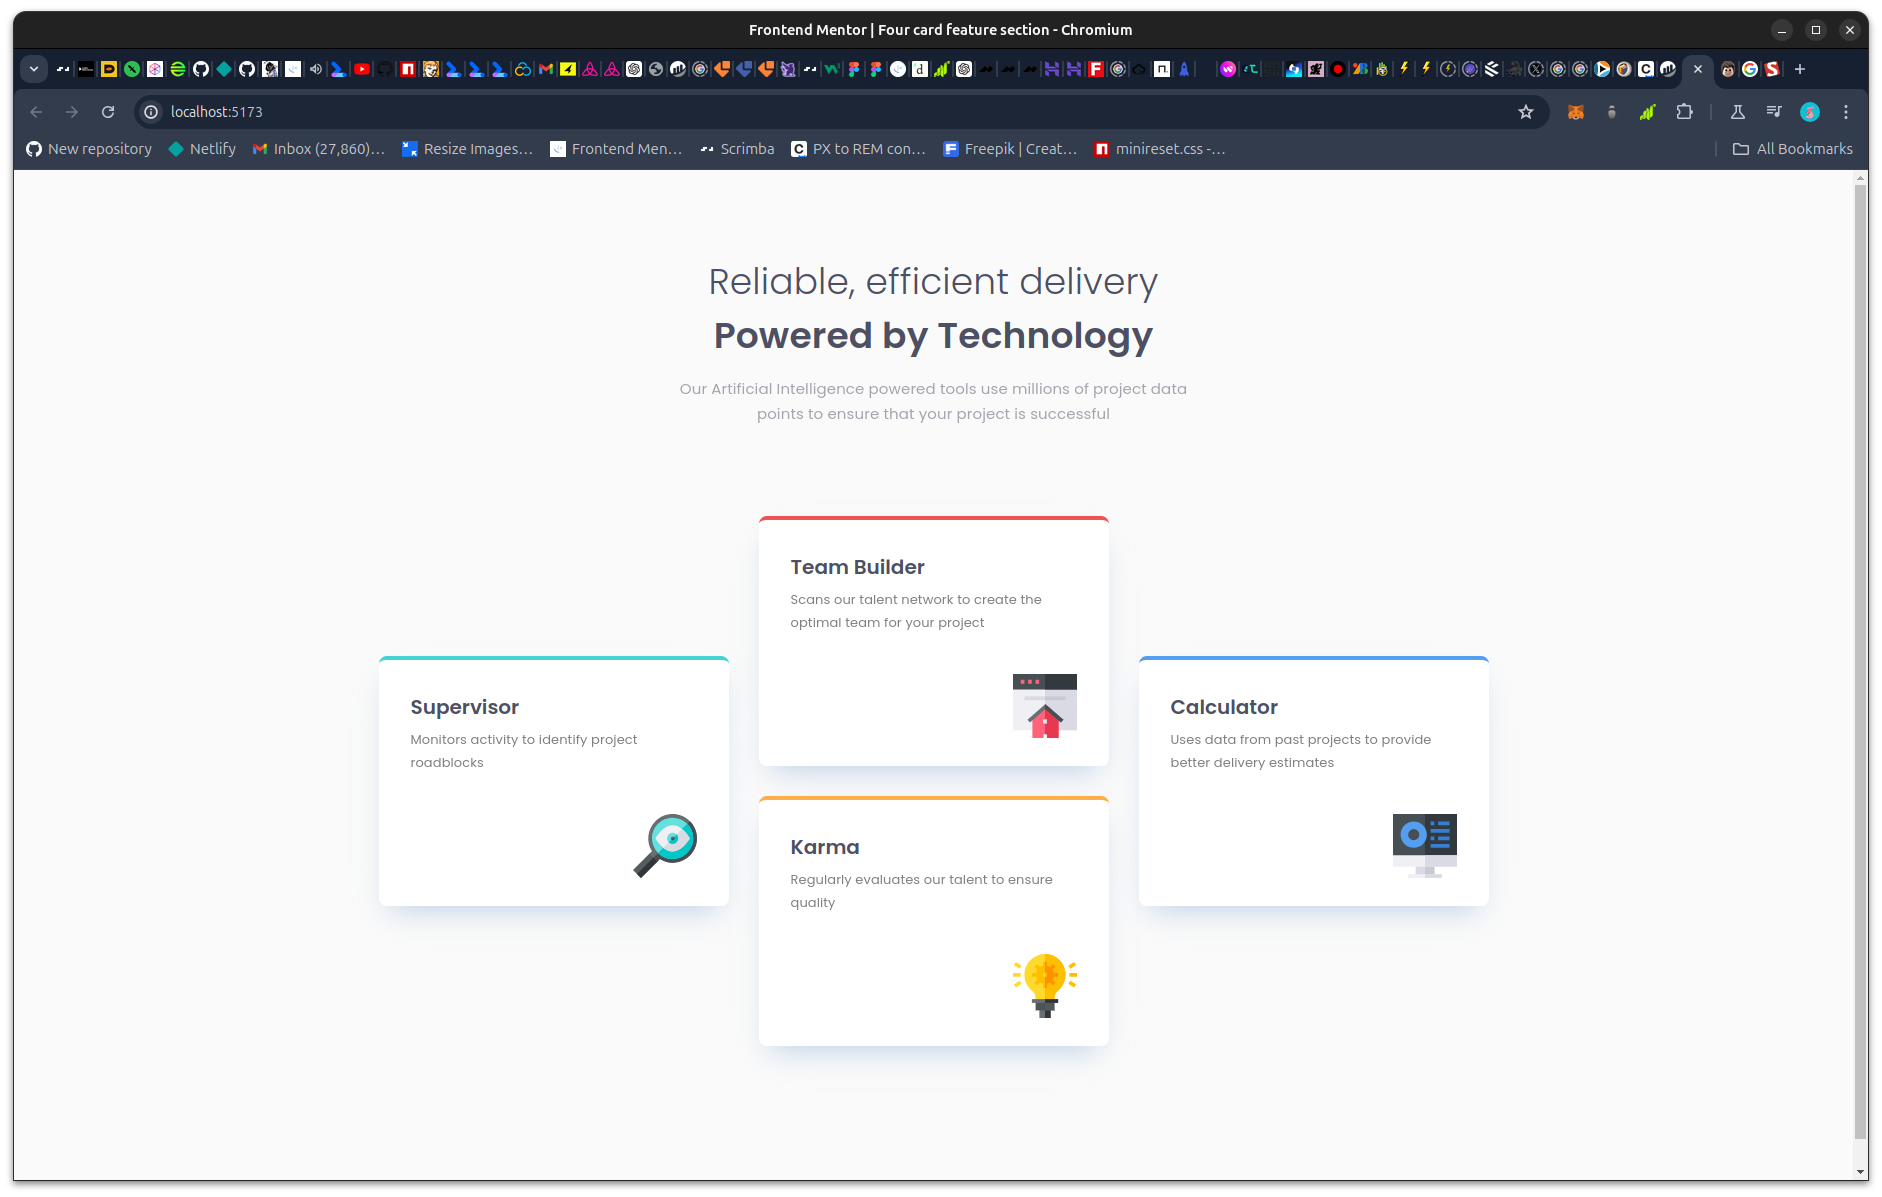 Frontend Mentor | Four card feature section - Chromium
localhost:5173
New repository
Netlify
Inbox (27,860)...
Resize Images...
Frontend Men...
Scrimba
PX to REM con...
Freepik | Creat...
minireset.css -...
All Bookmarks
Reliable, efficient delivery
Powered by Technology
Our Artificial Intelligence powered tools use millions of project data
points to ensure that your project is successful
Team Builder
Scans our talent network to create the
optimal team for your project
Supervisor
Monitors activity to identify project
roadblocks
Calculator
Uses data from past projects to provide
better delivery estimates
Karma
Regularly evaluates our talent to ensure
quality